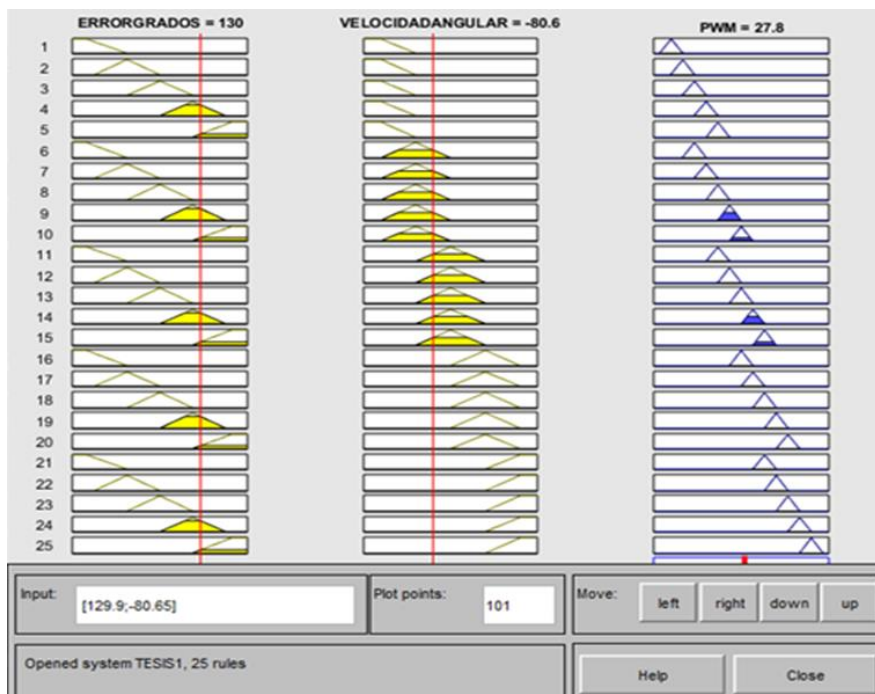 ERRORGRADOS = 130
VELOCIDADANGULAR = -80.6
PWM = 27.8
1
2
3
4
5
6
7
8
9
10
11
12
13
14
15
16
17
18
19
20
21
22
23
24
25
Input:
[129.9;-80.65]
Plot points:
101
Move:
left
right
down
up
Opened system TESIS1, 25 rules
Help
Close